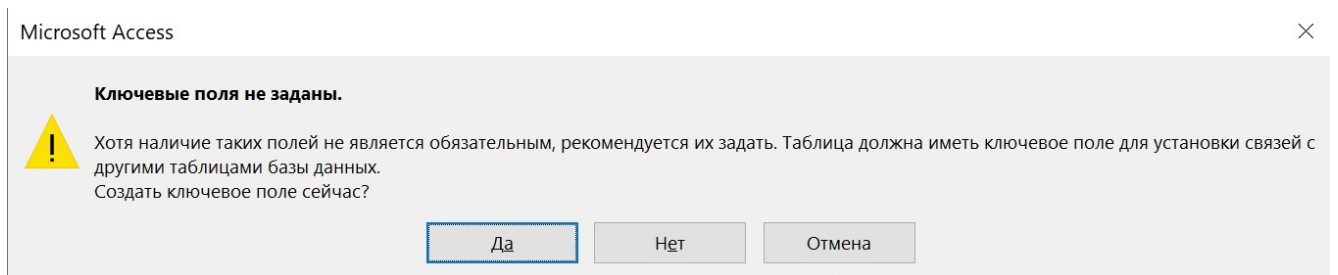 Microsoft Access
Ключевые поля не заданы.
Хотя наличие таких полей не является обязательным, рекомендуется их задать. Таблица должна иметь ключевое поле для установки связей с
другими таблицами базы данных.
Создать ключевое поле сейчас?
Да Нет Отмена